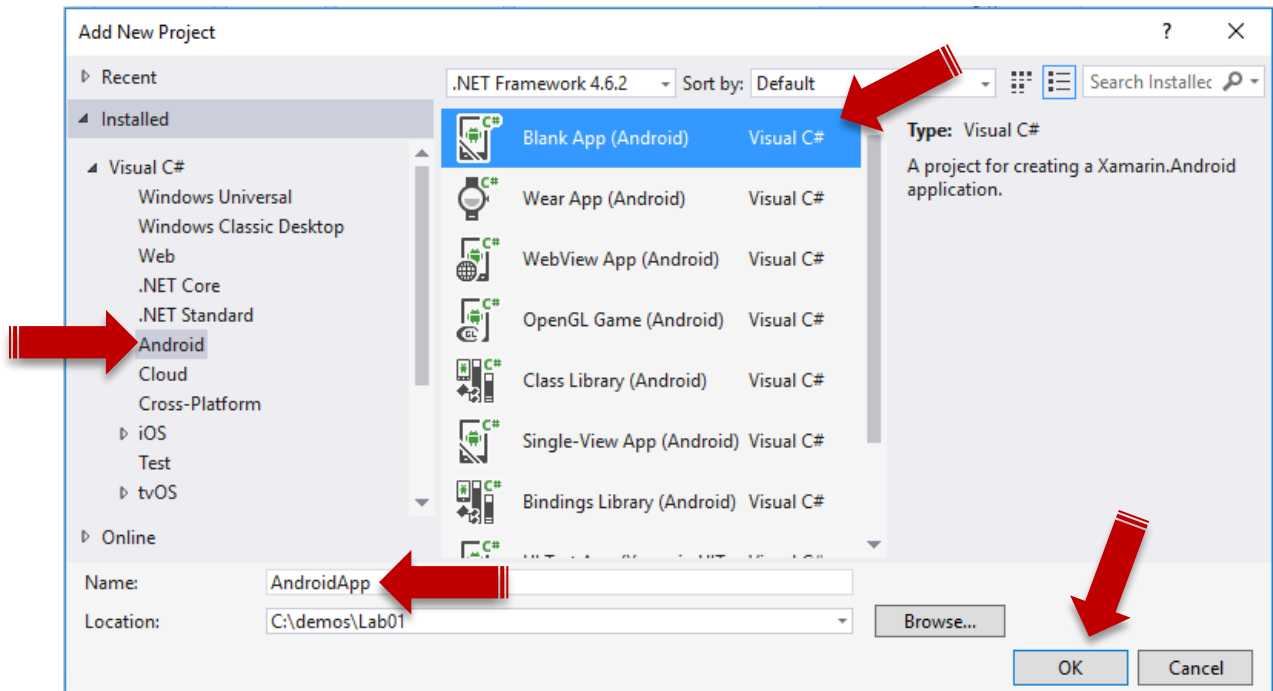 Add New Project
?
Recent
.NET Framework 4.6.2
Sort by: Default
Search Installec
Installed
Visual C#
Windows Universal
Windows Classic Desktop
Web
.NET Core
.NET Standard
Android
Cloud
Cross-Platform
iOS
Test
tvOS
Online
C# Blank App (Android) Visual C#
C# Wear App (Android) Visual C#
C# WebView App (Android) Visual C#
C# GL OpenGL Game (Android) Visual C#
C# Class Library (Android) Visual C#
C# Single-View App (Android) Visual C#
C# Bindings Library (Android) Visual C#
C#
Type: Visual C#
A project for creating a Xamarin.Android
application.
Name: AndroidApp
Location: C:\demos\Lab01
Browse...
OK Cancel